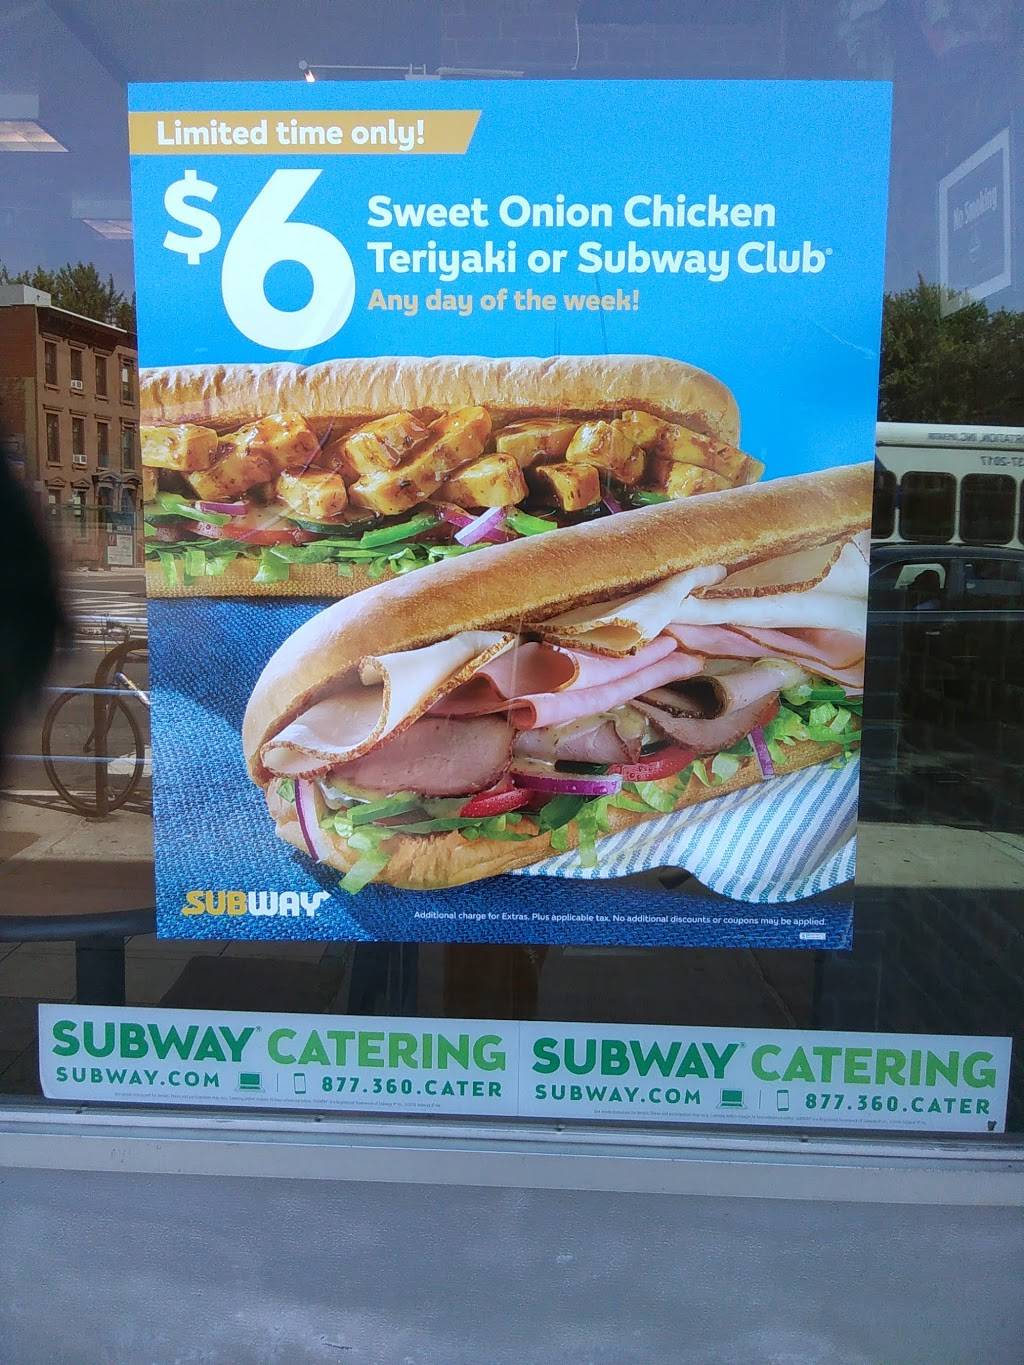 Limited time only!
$6
Sweet Onion Chicken
Teriyaki or Subway Club®
Any day of the week!
SUBWAY
Additional charge for Extras. Plus applicable tax. No additional discounts or coupons may be applied.
No Smoking
SUBWAY® CATERING SUBWAY® CATERING
SUBWAY.COM 877.360.CATER SUBWAY.COM 877.360.CATER